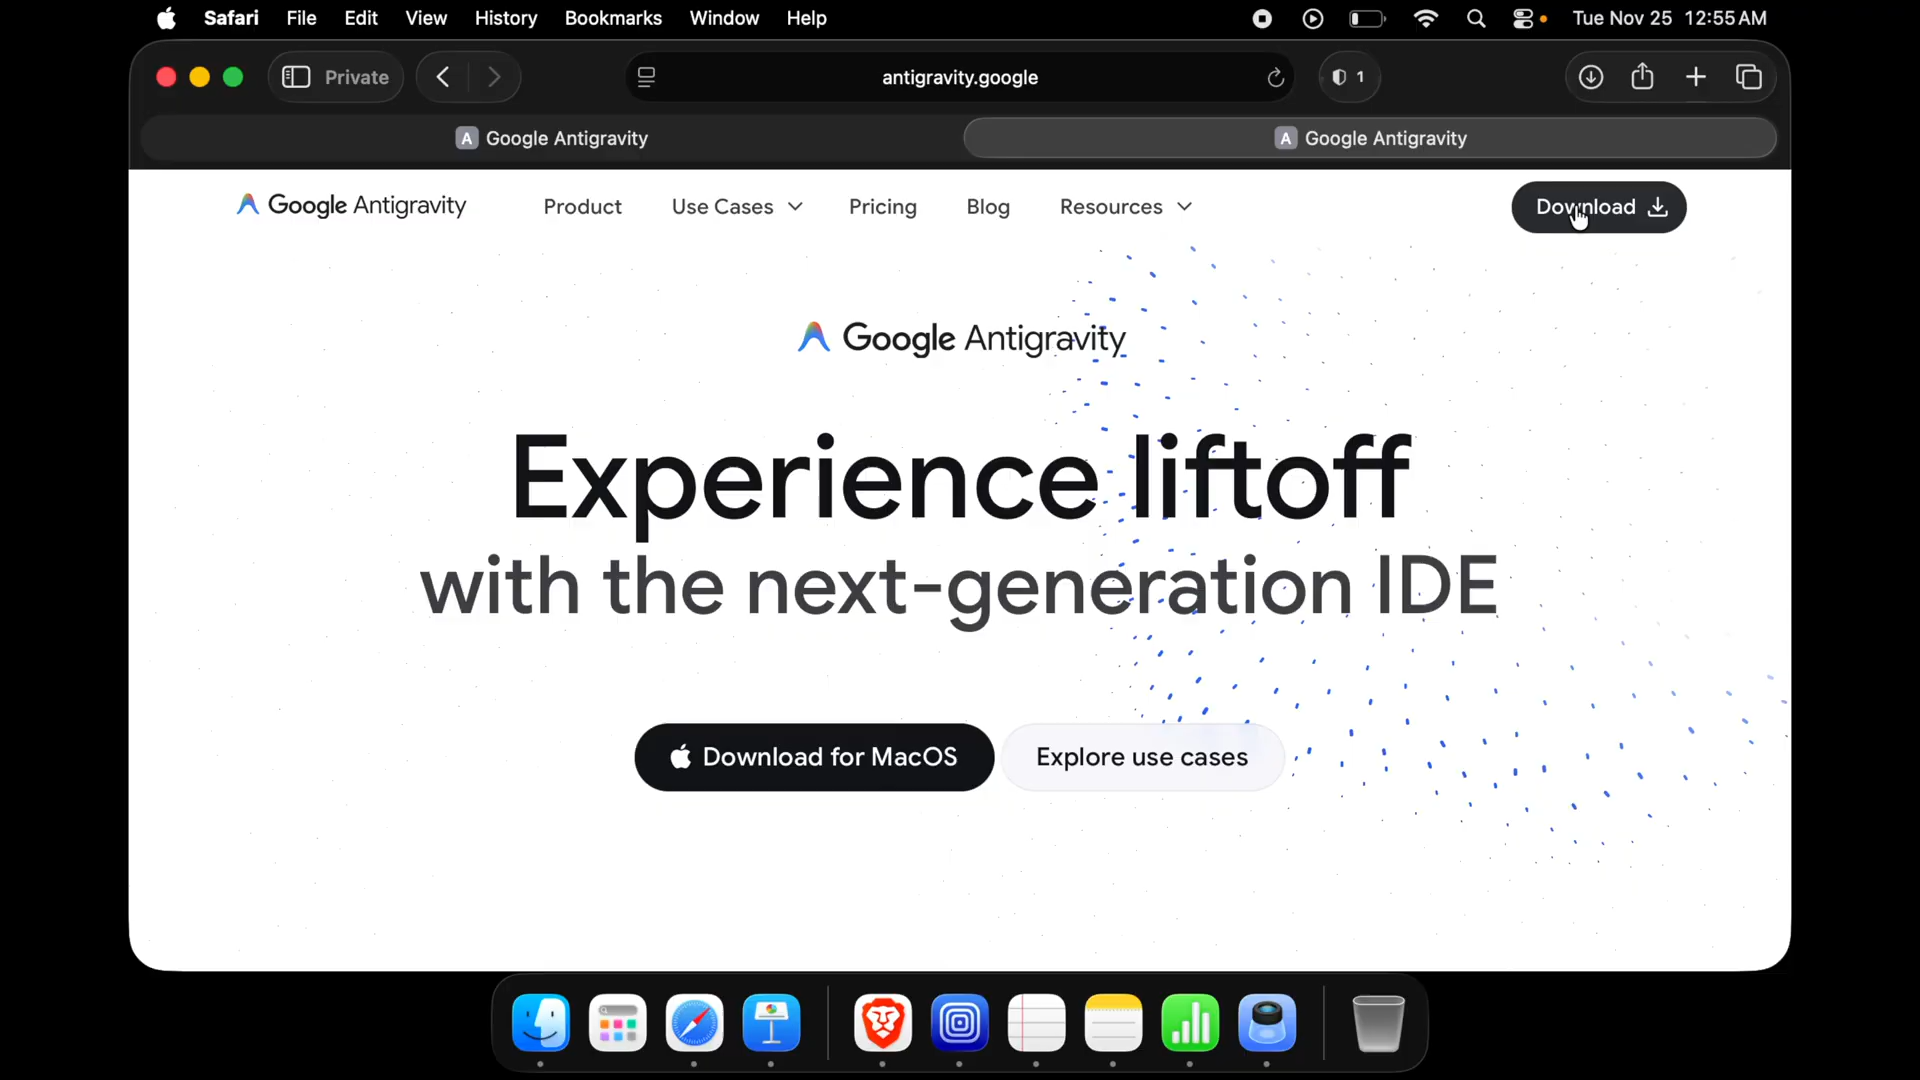 Safari File Edit View History Bookmarks Window Help Tue Nov 25 12:55 AM
Private antigravity.google 1
A Google Antigravity A Google Antigravity
Google Antigravity Product Use Cases Pricing Blog Resources Download
Google Antigravity
Experience liftoff
with the next-generation IDE
Download for MacOS Explore use cases